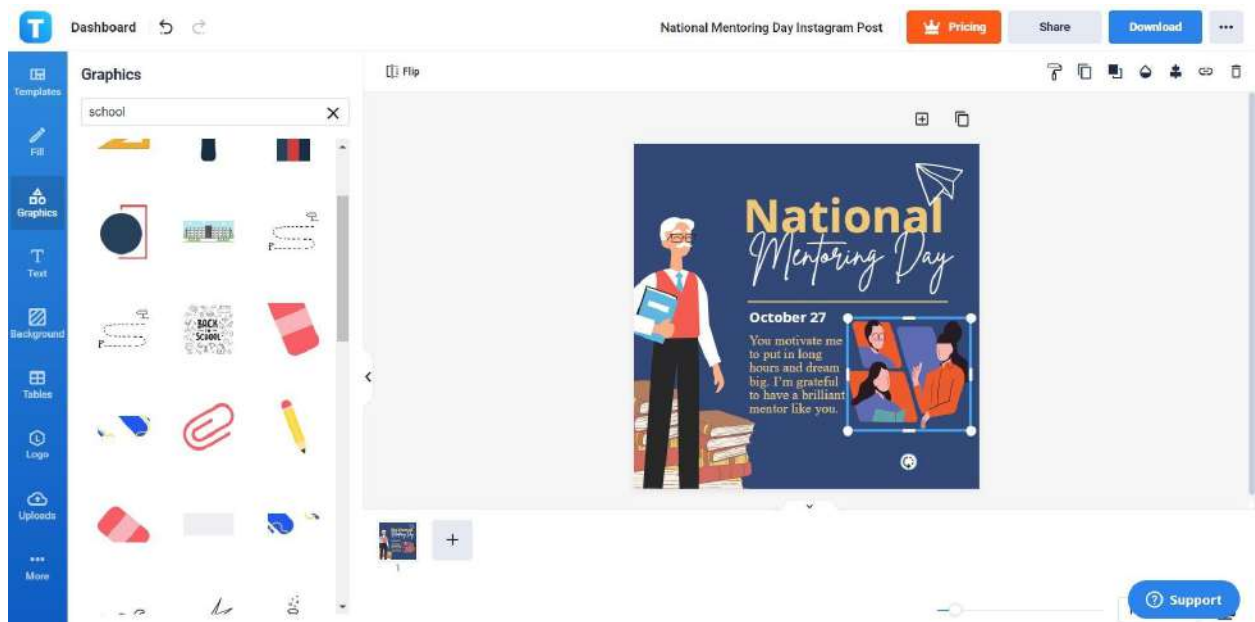 T Dashboard National Mentoring Day Instagram Post Pricing Share Download
Templates
Fill
Graphics
Text
Background
Tables
Logo
Uploads
More
Graphics
school
BACK
TO
SCHOOL
Flip
National
Mentoring Day
October 27
You motivate me
to put in long
hours and dream
big. I'm grateful
to have a brilliant
mentor like you.
1
Support